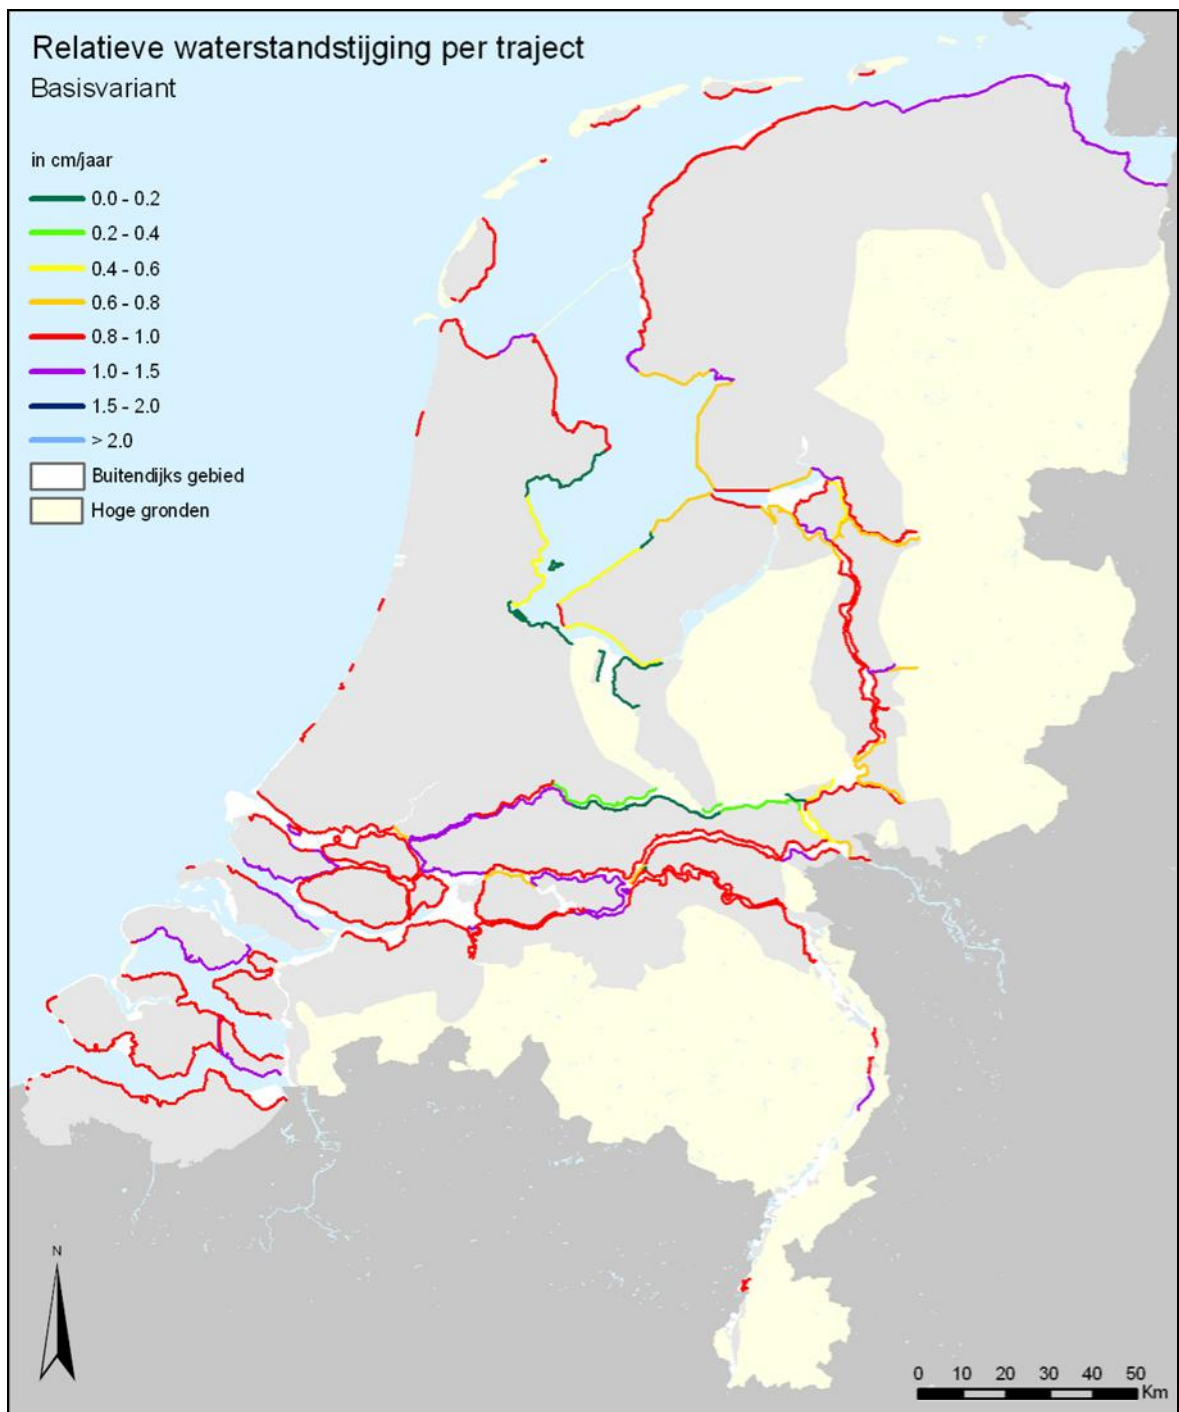 Relatieve waterstandstijging per traject
Basisvariant
in cm/jaar
0.0 - 0.2
0.2 - 0.4
0.4 - 0.6
0.6 - 0.8
0.8 - 1.0
1.0 - 1.5
1.5 - 2.0
> 2.0
Buitendijks gebied
Hoge gronden
N
0 10 20 30 40 50
Km